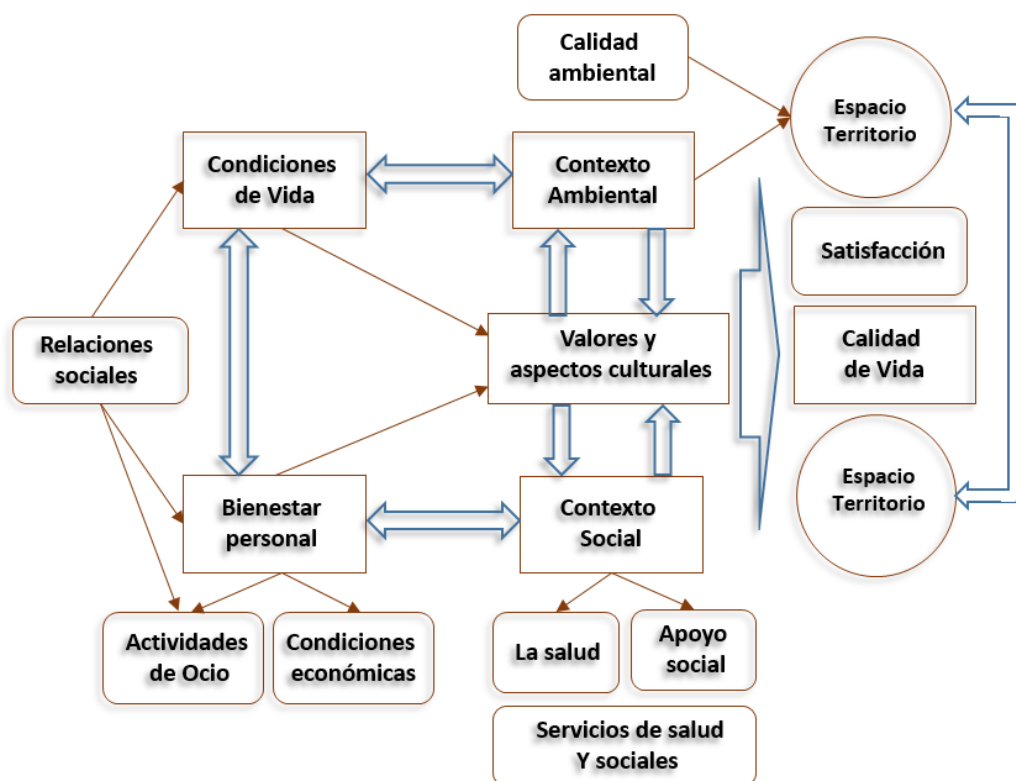 Calidad
ambiental
Espacio
Territorio
Condiciones
de Vida
Contexto
Ambiental
Satisfacción
Relaciones
sociales
Valores y
aspectos culturales
Calidad
de Vida
Bienestar
personal
Contexto
Social
Espacio
Territorio
Actividades
de Ocio
Condiciones
económicas
La salud
Apoyo
social
Servicios de salud
Y sociales